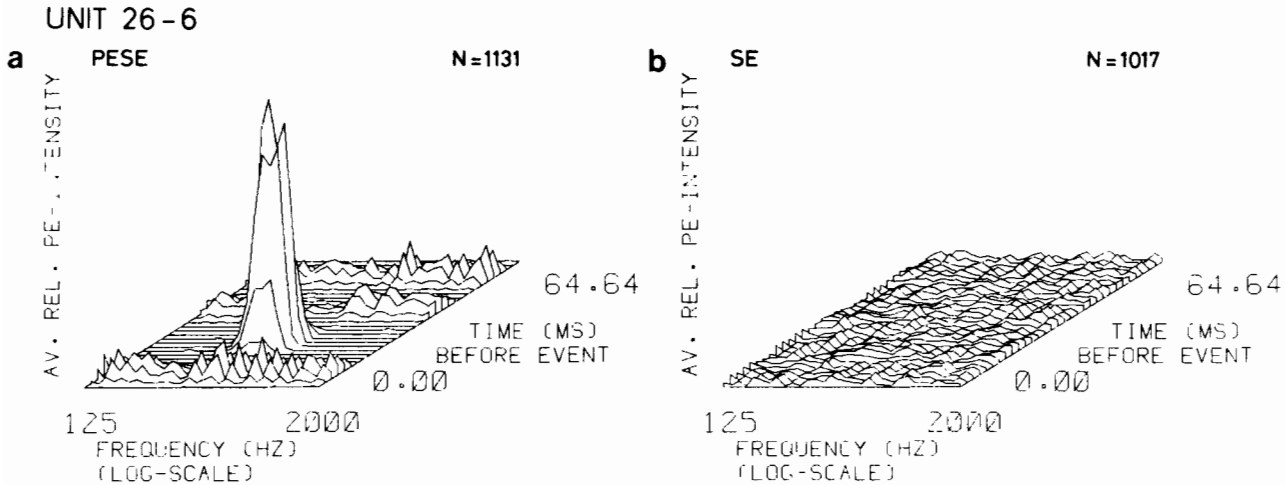 UNIT 26-6
a PESE N=1131
AV. REL. PE-
64.64
TIME (MS)
BEFORE EVENT
0.00
125 2000
FREQUENCY (HZ)
(LOG-SCALE)
b SE N=1017
AV. REL. PE-INTENSITY
64.64
TIME (MS)
BEFORE EVENT
0.00
125 2000
FREQUENCY (HZ)
(LOG-SCALE)